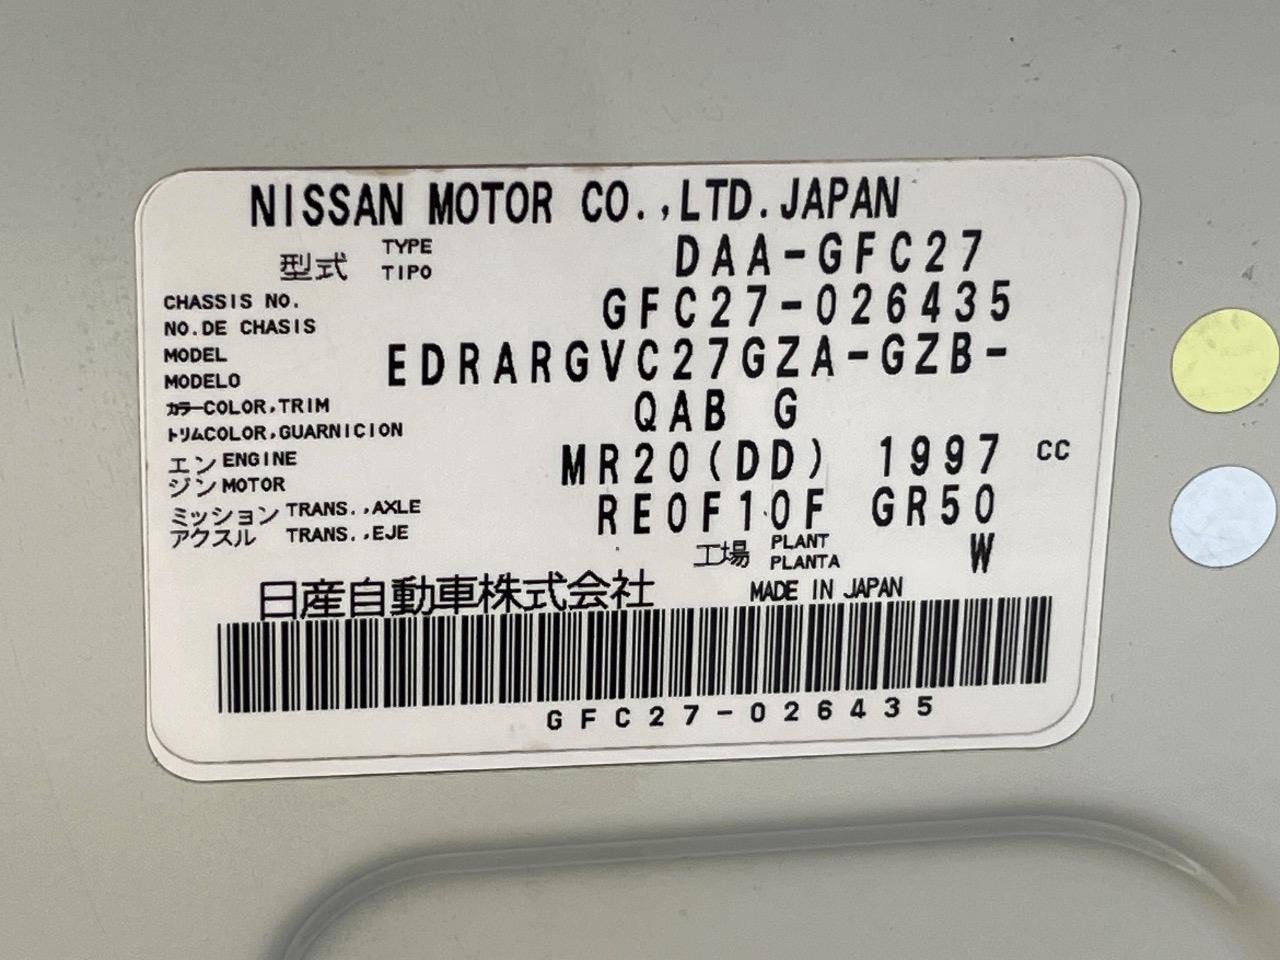 NISSAN MOTOR CO.,LTD.JAPAN
型式 TYPE TIPO DAA-GFC27
CHASSIS NO. GFC27-026435
NO.DE CHASIS
MODEL EDRARGVC27GZA-GZB-
MODELO
カラーCOLOR,TRIM QAB G
トリムCOLOR,GUARNICION
エン ENGINE MR20(DD) 1997 CC
ジン MOTOR
ミッション TRANS.,AXLE RE0F10F GR50
アクスル TRANS.,EJE
工場 PLANT PLANTA W
日産自動車株式会社 MADE IN JAPAN
GFC27-026435